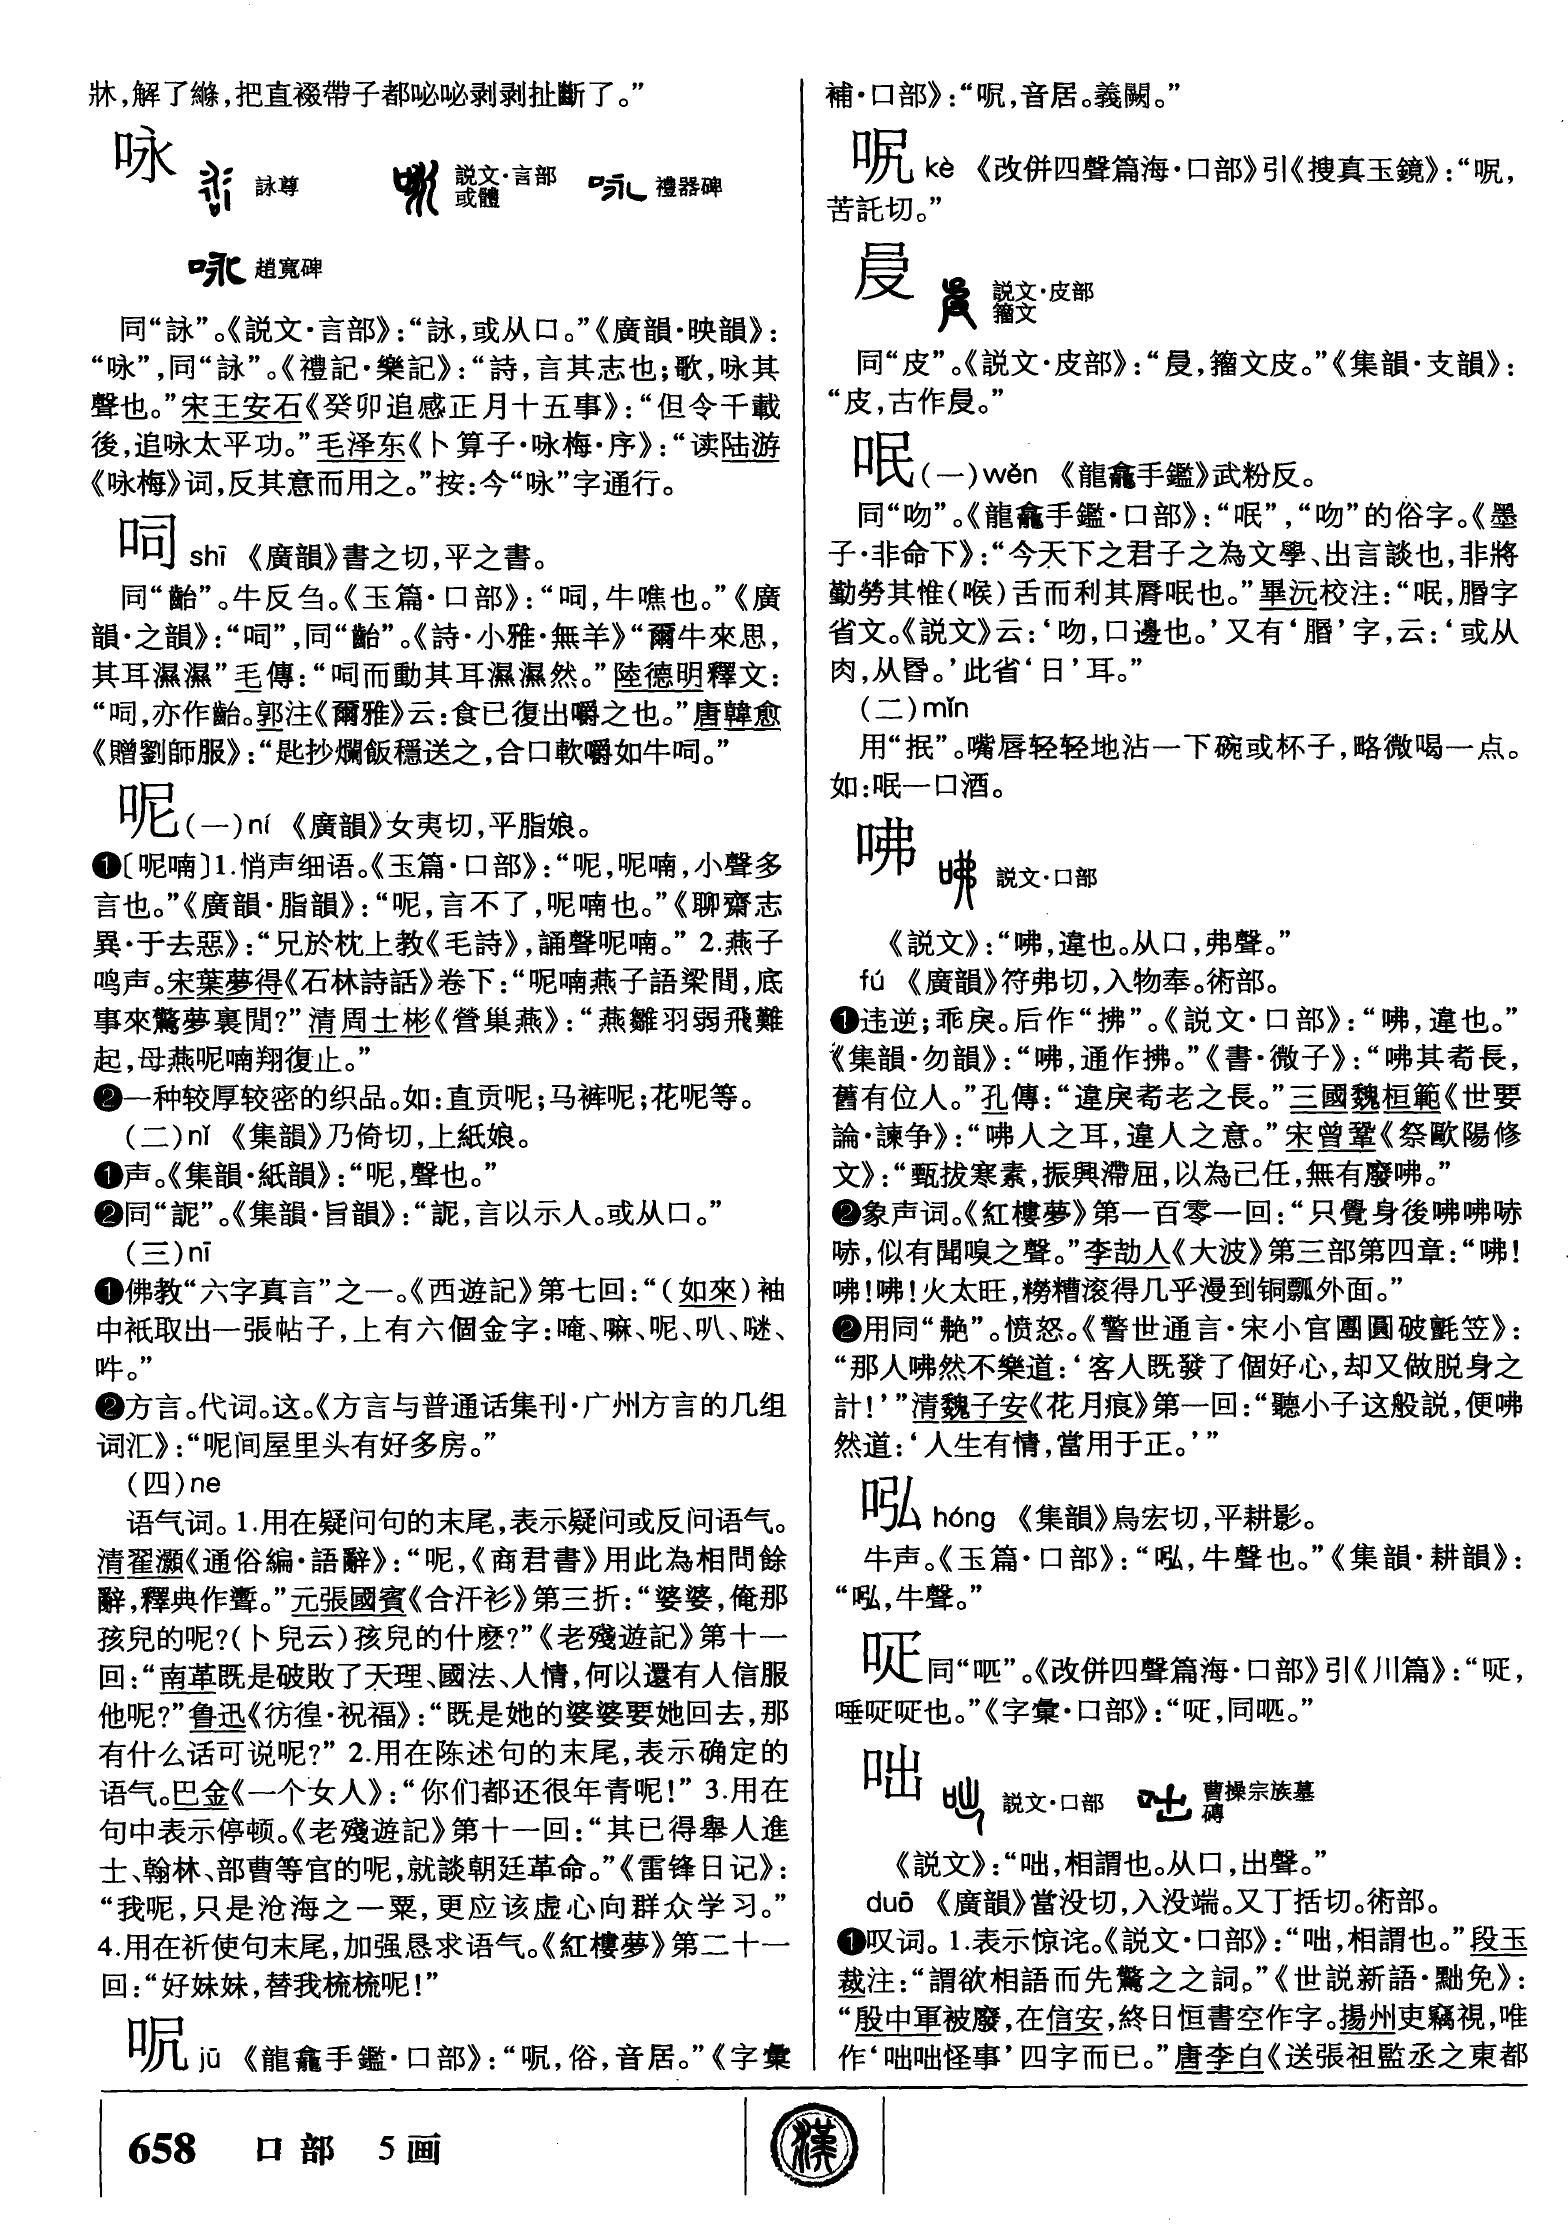 牀，解了縧，把直裰帶子都咇咇剥剥扯斷了。”
咏
詠尊
説文·言部
或體
禮器碑
趙寬碑
同“詠”。《説文·言部》：“詠，或从口。”《廣韻·映韻》：
“咏”，同“詠”。《禮記·樂記》：“詩，言其志也；歌，咏其
聲也。”宋王安石《癸卯追感正月十五事》：“但令千載
後，追咏太平功。”毛泽东《卜算子·咏梅·序》：“读陆游
《咏梅》词，反其意而用之。”按：今“咏”字通行。
呞 shī 《廣韻》書之切，平之書。
同“齝”。牛反刍。《玉篇·口部》：“呞，牛噍也。”《廣
韻·之韻》：“呞”，同“齝”。《詩·小雅·無羊》“爾牛來思，
其耳濕濕”毛傳：“呞而動其耳濕濕然。”陸德明釋文：
“呞，亦作齝。郭注《爾雅》云：食已復出嚼之也。”唐韓愈
《贈劉師服》：“匙抄爛飯穩送之，合口軟嚼如牛呞。”
呢(一)ní 《廣韻》女夷切，平脂娘。
❶〔呢喃〕1.悄声细语。《玉篇·口部》：“呢，呢喃，小聲多
言也。”《廣韻·脂韻》：“呢，言不了，呢喃也。”《聊齋志
異·于去惡》：“兄於枕上教《毛詩》，誦聲呢喃。” 2.燕子
鸣声。宋葉夢得《石林詩話》卷下：“呢喃燕子語梁間，底
事來驚夢裏閒?”清周士彬《營巢燕》：“燕雛羽弱飛難
起，母燕呢喃翔復止。”
❷一种较厚较密的织品。如：直贡呢；马裤呢；花呢等。
(二)nǐ 《集韻》乃倚切，上紙娘。
❶声。《集韻·紙韻》：“呢，聲也。”
❷同“䛏”。《集韻·旨韻》：“䛏，言以示人。或从口。”
(三)nī
❶佛教“六字真言”之一。《西遊記》第七回：“(如來)袖
中衹取出一張帖子，上有六個金字：唵、嘛、呢、叭、㖷、
吽。”
❷方言。代词。这。《方言与普通话集刊·广州方言的几组
词汇》：“呢间屋里头有好多房。”
(四)ne
语气词。1.用在疑问句的末尾，表示疑问或反问语气。
清翟灝《通俗編·語辭》：“呢，《商君書》用此為相問餘
辭，釋典作𫆏。”元張國賓《合汗衫》第三折：“婆婆，俺那
孩兒的呢?(卜兒云)孩兒的什麽?”《老殘遊記》第十一
回：“南革既是破敗了天理、國法、人情，何以還有人信服
他呢?”鲁迅《彷徨·祝福》：“既是她的婆婆要她回去，那
有什么话可说呢?” 2.用在陈述句的末尾，表示确定的
语气。巴金《一个女人》：“你们都还很年青呢!” 3.用在
句中表示停顿。《老殘遊記》第十一回：“其已得舉人進
士、翰林、部曹等官的呢，就談朝廷革命。”《雷锋日记》：
“我呢，只是沧海之一粟，更应该虚心向群众学习。”
4.用在祈使句末尾，加强恳求语气。《紅樓夢》第二十一
回：“好妹妹，替我梳梳呢!”
jū 《龍龕手鑑·口部》：“，俗，音居。”《字彙
補·口部》：“，音居。義闕。”
呝 kè 《改併四聲篇海·口部》引《搜真玉鏡》：“呝，
苦託切。”
㿭
説文·皮部
籀文
同“皮”。《説文·皮部》：“，籀文皮。”《集韻·支韻》：
“皮，古作。”
呡(一)wěn 《龍龕手鑑》武粉反。
同“吻”。《龍龕手鑑·口部》：“呡”，“吻”的俗字。《墨
子·非命下》：“今天下之君子之為文學、出言談也，非將
勤勞其惟(喉)舌而利其脣呡也。”畢沅校注：“呡，䐇字
省文。《説文》云：‘吻，口邊也。’又有‘䐇’字，云：‘或从
肉，从昬。’此省‘日’耳。”
(二)mǐn
用“抿”。嘴唇轻轻地沾一下碗或杯子，略微喝一点。
如：呡一口酒。
咈
説文·口部
《説文》：“咈，違也。从口，弗聲。”
fú 《廣韻》符弗切，入物奉。術部。
❶违逆；乖戾。后作“拂”。《説文·口部》：“咈，違也。”
《集韻·勿韻》：“咈，通作拂。”《書·微子》：“咈其耇長，
舊有位人。”孔傳：“違戾耇老之長。”三國魏桓範《世要
論·諫争》：“咈人之耳，違人之意。”宋曾鞏《祭歐陽修
文》：“甄拔寒素，振興滯屈，以為己任，無有廢咈。”
❷象声词。《紅樓夢》第一百零一回：“只覺身後咈咈哧
哧，似有聞嗅之聲。”李劼人《大波》第三部第四章：“咈!
咈!咈!火太旺，醪糟滚得几乎漫到铜瓢外面。”
❷用同“艴”。愤怒。《警世通言·宋小官團圓破氈笠》：
“那人咈然不樂道：‘客人既發了個好心，却又做脱身之
計!’”清魏子安《花月痕》第一回：“聽小子这般説，便咈
然道：‘人生有情，當用于正。’”
吆 hóng 《集韻》烏宏切，平耕影。
牛声。《玉篇·口部》：“，牛聲也。”《集韻·耕韻》：
“，牛聲。”
同“呬”。《改併四聲篇海·口部》引《川篇》：“，
唾也。”《字彙·口部》：“，同。”
咄
説文·口部
曹操宗族墓
磚
《説文》：“咄，相謂也。从口，出聲。”
duō 《廣韻》當没切，入没端。又丁括切。術部。
❶叹词。1.表示惊诧。《説文·口部》：“咄，相謂也。”段玉
裁注：“謂欲相語而先驚之之詞。”《世説新語·黜免》：
“殷中軍被廢，在信安，終日恒書空作字。揚州吏竊視，唯
作‘咄咄怪事’四字而已。”唐李白《送張祖監丞之東都
658 口部 5画
漢